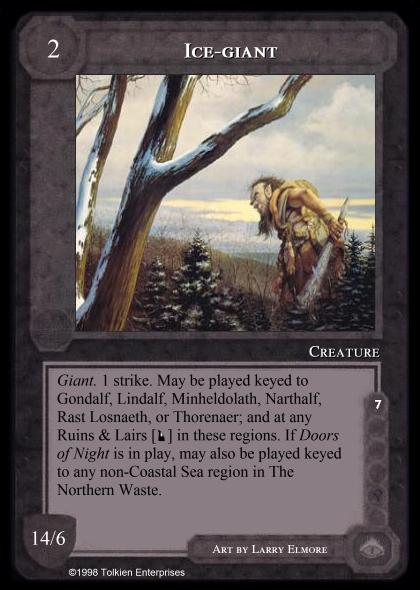 2
ICE-GIANT
CREATURE
Giant. 1 strike. May be played keyed to
Gondalf, Lindalf, Minheldolath, Narthalf,
Rast Losnaeth, or Thorenaer; and at any
Ruins & Lairs [ ] in these regions. If Doors
of Night is in play, may also be played keyed
to any non-Coastal Sea region in The
Northern Waste.
7
14/6
ART BY LARRY ELMORE
©1998 Tolkien Enterprises